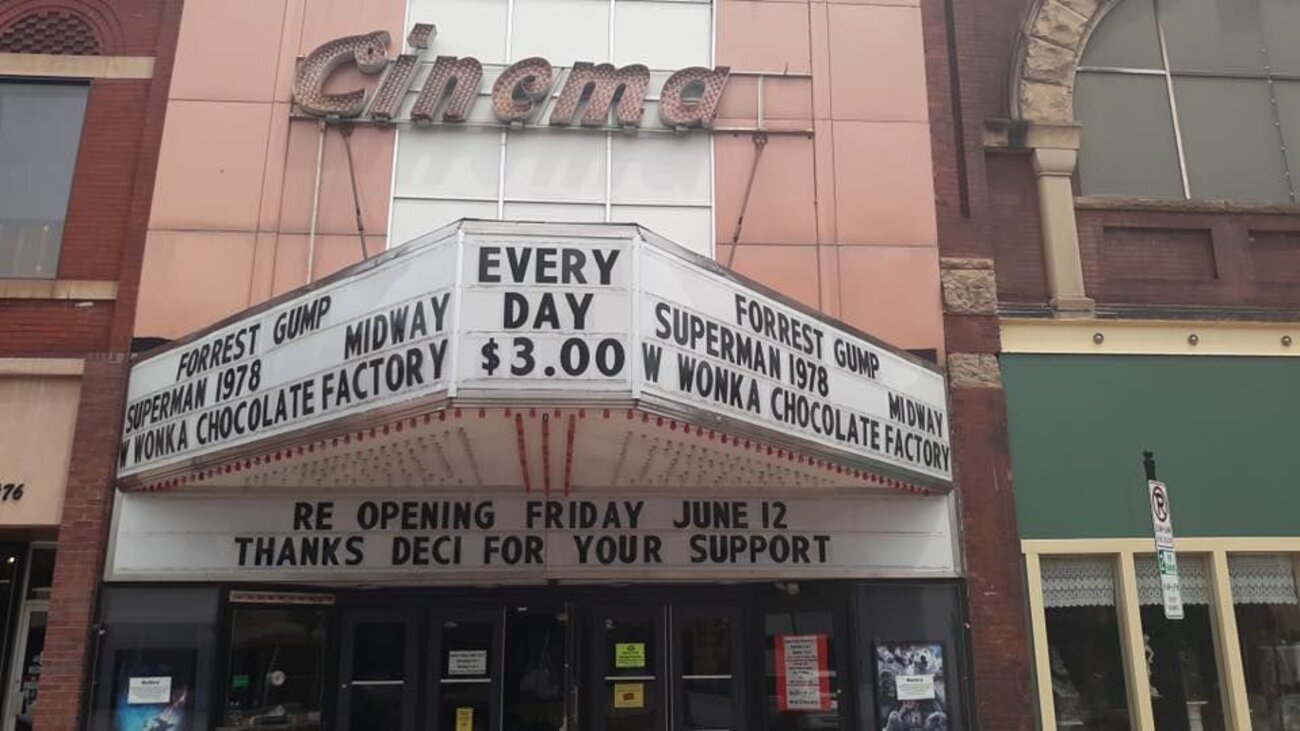 Cinema
FORREST GUMP
SUPERMAN 1978 MIDWAY
W WONKA CHOCOLATE FACTORY
EVERY
DAY
$3.00
FORREST GUMP
SUPERMAN 1978 MIDWAY
W WONKA CHOCOLATE FACTORY
RE OPENING FRIDAY JUNE 12
THANKS DECI FOR YOUR SUPPORT
76